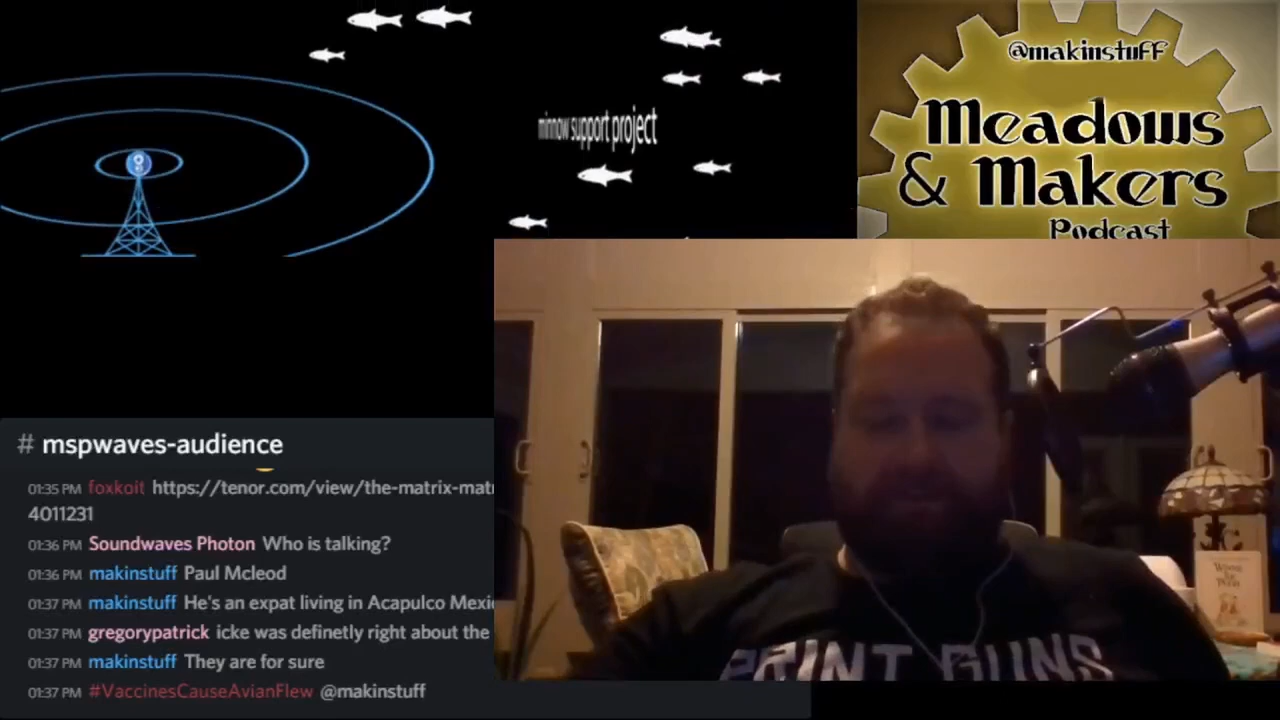 @makinstuff
Meadows
& Makers
Podcast
minnow support project
# mspwaves-audience
01:35 PM foxkoit https://tenor.com/view/the-matrix-mat
4011231
01:36 PM Soundwaves Photon Who is talking?
01:36 PM makinstuff Paul Mcleod
01:37 PM makinstuff He's an expat living in Acapulco Mexi
01:37 PM gregorypatrick icke was definetly right about the
01:37 PM makinstuff They are for sure
01:37 PM #VaccinesCauseAvianFlew @makinstuff
PRINT GUNS